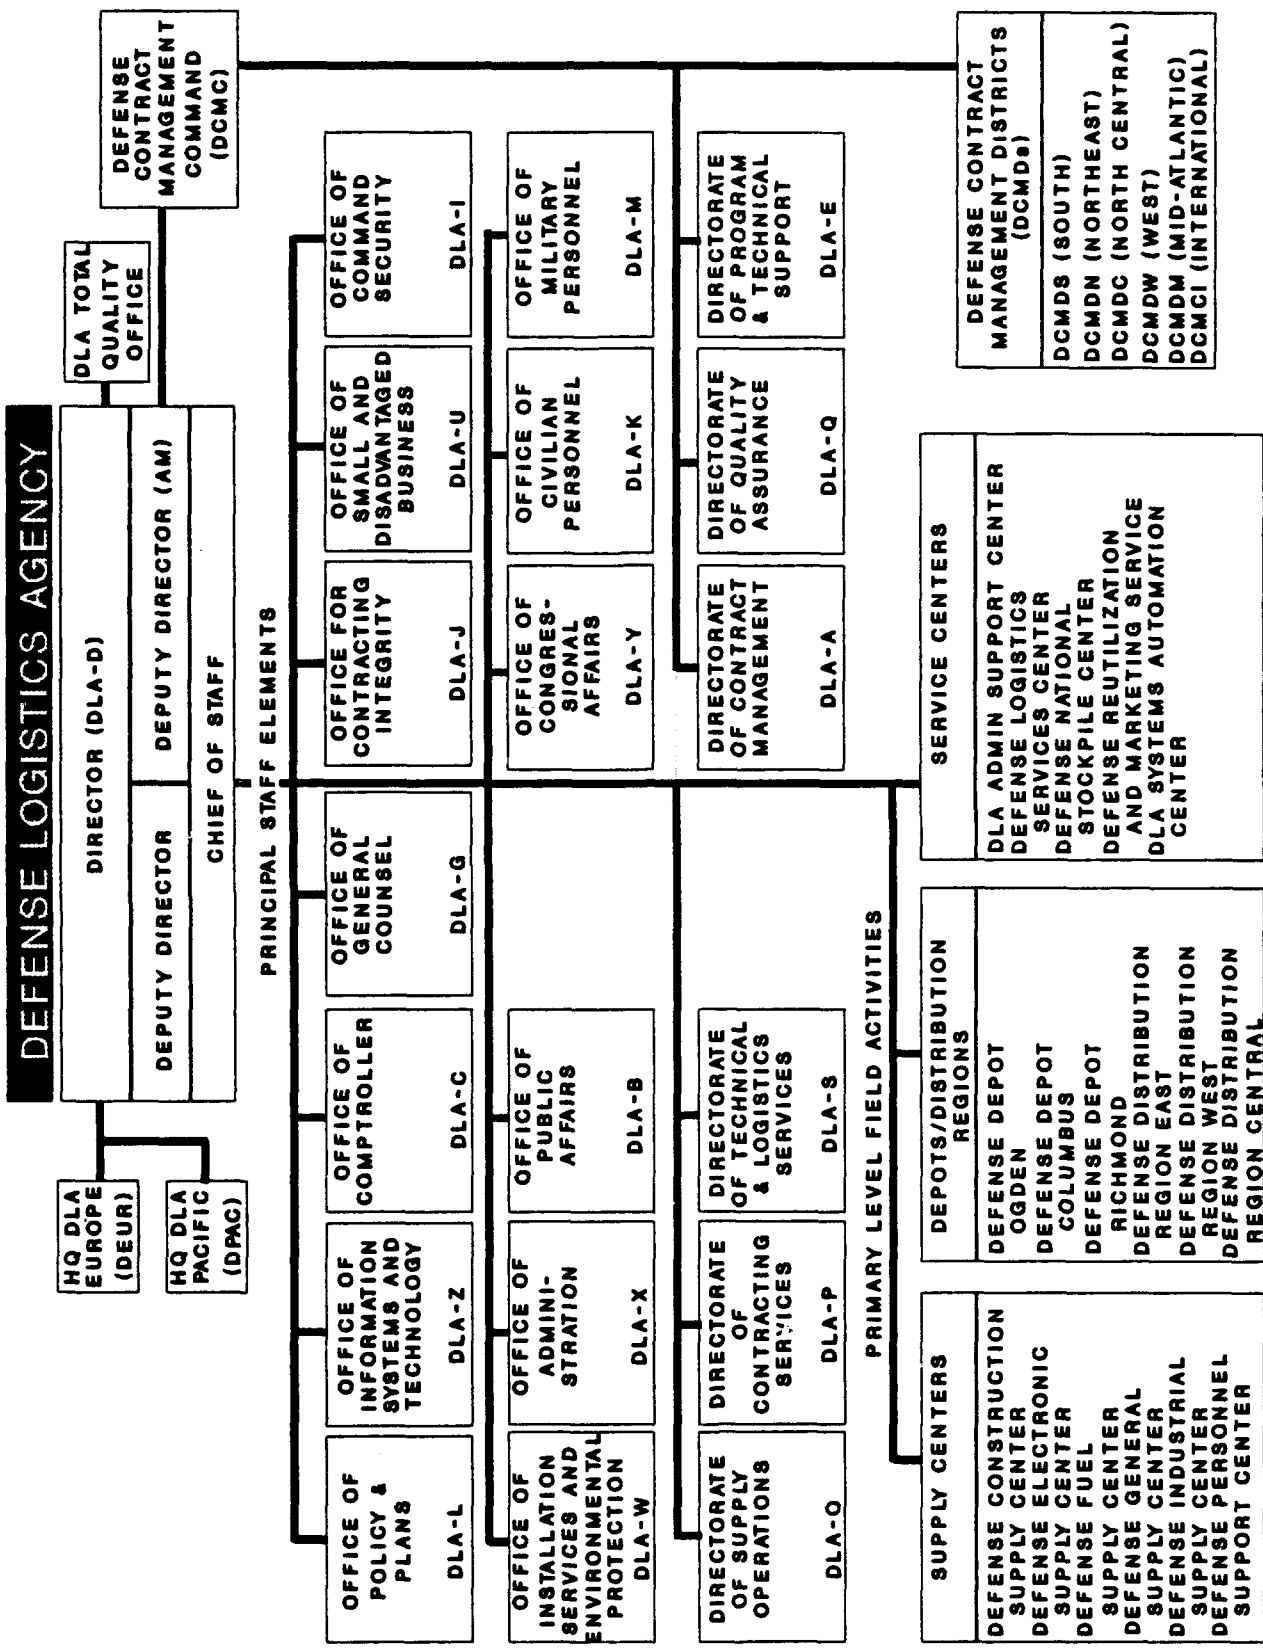 DEFENSE LOGISTICS AGENCY
HQ DLA
EUROPE
(DEUR)
HQ DLA
PACIFIC
(DPAC)
DIRECTOR (DLA-D)
DEPUTY DIRECTOR
DEPUTY DIRECTOR (AM)
CHIEF OF STAFF
DLA TOTAL
QUALITY
OFFICE
DEFENSE
CONTRACT
MANAGEMENT
COMMAND
(DCMC)
PRINCIPAL STAFF ELEMENTS
OFFICE OF
POLICY &
PLANS
DLA-L
OFFICE OF
INFORMATION
SYSTEMS AND
TECHNOLOGY
DLA-Z
OFFICE OF
COMPTROLLER
DLA-C
OFFICE OF
GENERAL
COUNSEL
DLA-G
OFFICE FOR
CONTRACTING
INTEGRITY
DLA-J
OFFICE OF
SMALL AND
DISADVANTAGED
BUSINESS
DLA-U
OFFICE OF
COMMAND
SECURITY
DLA-I
OFFICE OF
INSTALLATION
SERVICES AND
ENVIRONMENTAL
PROTECTION
DLA-W
OFFICE OF
ADMINI-
STRATION
DLA-X
OFFICE OF
PUBLIC
AFFAIRS
DLA-B
OFFICE OF
CONGRES-
SIONAL
AFFAIRS
DLA-Y
OFFICE OF
CIVILIAN
PERSONNEL
DLA-K
OFFICE OF
MILITARY
PERSONNEL
DLA-M
DIRECTORATE
OF SUPPLY
OPERATIONS
DLA-O
DIRECTORATE
OF
CONTRACTING
SERVICES
DLA-P
DIRECTORATE
OF TECHNICAL
& LOGISTICS
SERVICES
DLA-S
DIRECTORATE
OF CONTRACT
MANAGEMENT
DLA-A
DIRECTORATE
OF QUALITY
ASSURANCE
DLA-Q
DIRECTORATE
OF PROGRAM
& TECHNICAL
SUPPORT
DLA-E
PRIMARY LEVEL FIELD ACTIVITIES
SUPPLY CENTERS
DEFENSE CONSTRUCTION
SUPPLY CENTER
DEFENSE ELECTRONIC
SUPPLY CENTER
DEFENSE FUEL
SUPPLY CENTER
DEFENSE GENERAL
SUPPLY CENTER
DEFENSE INDUSTRIAL
SUPPLY CENTER
DEFENSE PERSONNEL
SUPPORT CENTER
DEPOTS/DISTRIBUTION
REGIONS
DEFENSE DEPOT
OGDEN
DEFENSE DEPOT
COLUMBUS
DEFENSE DEPOT
RICHMOND
DEFENSE DISTRIBUTION
REGION EAST
DEFENSE DISTRIBUTION
REGION WEST
DEFENSE DISTRIBUTION
REGION CENTRAL
SERVICE CENTERS
DLA ADMIN SUPPORT CENTER
DEFENSE LOGISTICS
SERVICES CENTER
DEFENSE NATIONAL
STOCKPILE CENTER
DEFENSE REUTILIZATION
AND MARKETING SERVICE
DLA SYSTEMS AUTOMATION
CENTER
DEFENSE CONTRACT
MANAGEMENT DISTRICTS
(DCMDs)
DCMDS (SOUTH)
DCMDN (NORTHEAST)
DCMDC (NORTH CENTRAL)
DCMDW (WEST)
DCMDM (MID-ATLANTIC)
DCMCI (INTERNATIONAL)